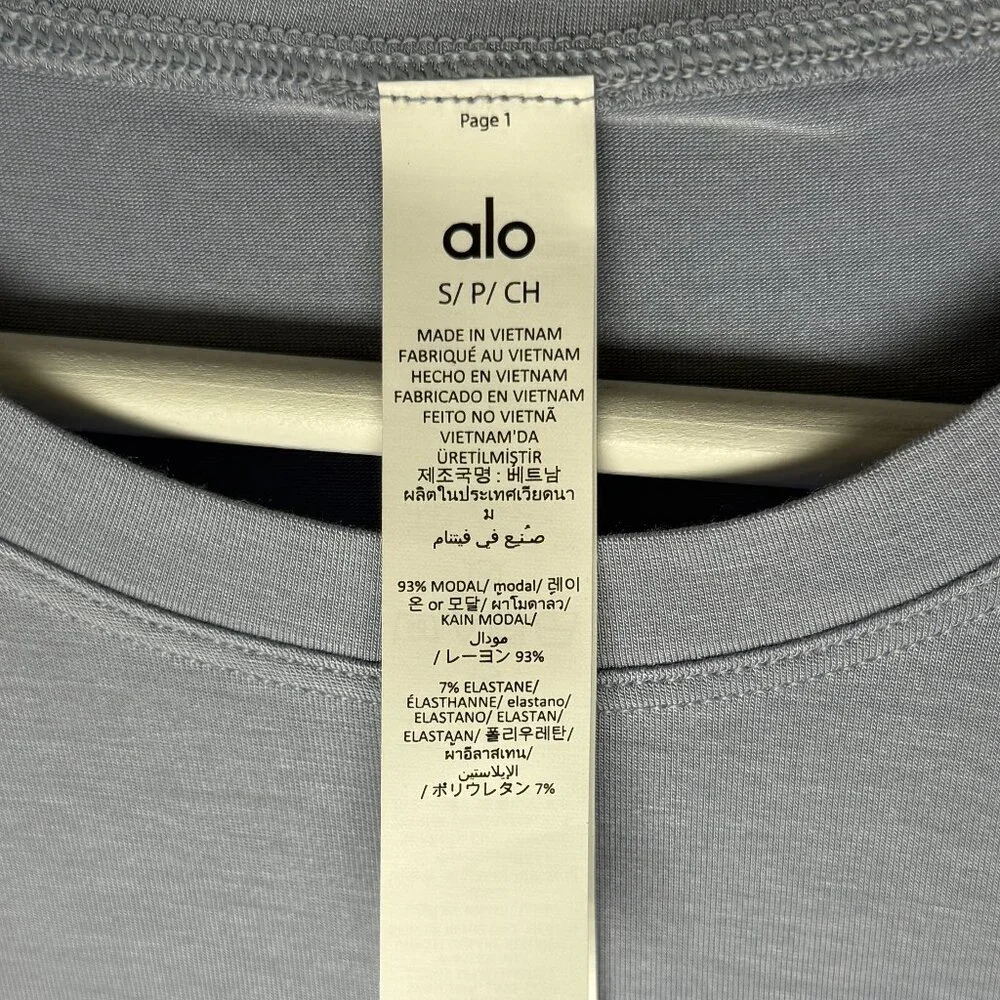 Page 1
alo
S/ P/ CH
MADE IN VIETNAM
FABRIQUÉ AU VIETNAM
HECHO EN VIETNAM
FABRICADO EN VIETNAM
FEITO NO VIETNÃ
VIETNAM'DA
ÜRETİLMİŞTİR
제조국명 : 베트남
ผลิตในประเทศเวียดนา
ม
صُنِع في فيتنام
93% MODAL/ modal/ 레이
온 or 모달/ ผ้าโมดาลว/
KAIN MODAL/
مودال
/ レーヨン 93%
7% ELASTANE/
ÉLASTHANNE/ elastano/
ELASTANO/ ELASTAN/
ELASTAAN/ 폴리우레탄/
ผ้าอีลาสเทน/
الإيلاستين
/ ポリウレタン 7%